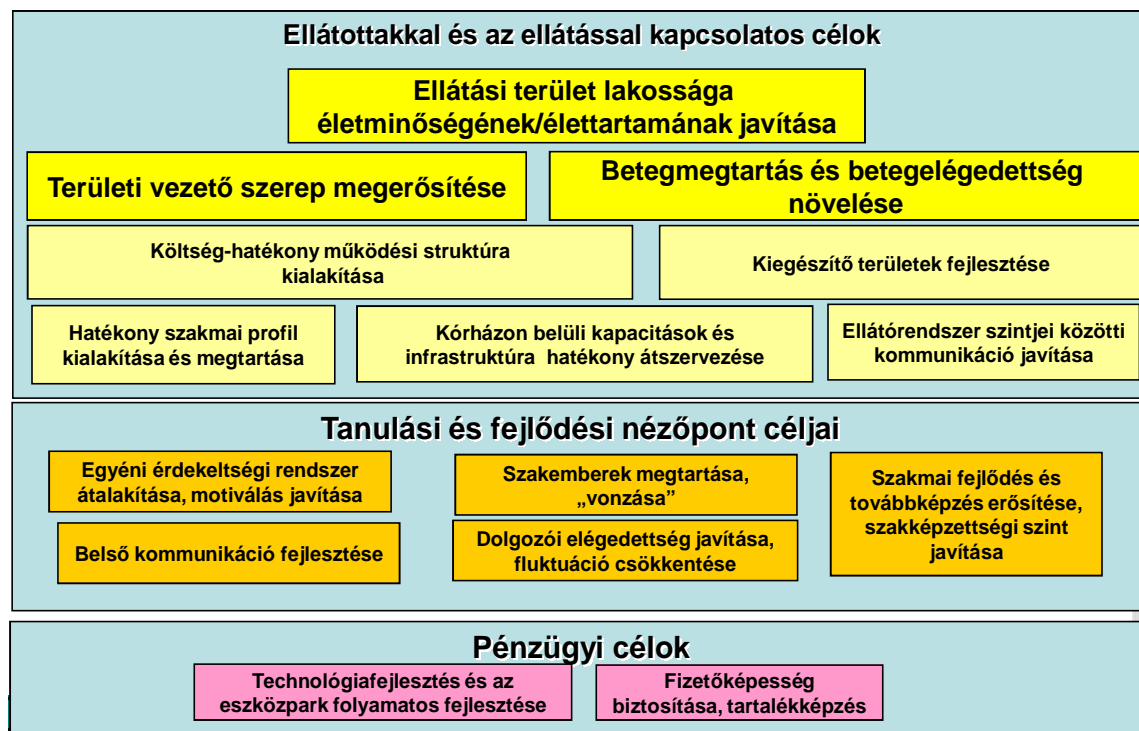 Ellátottakkal és az ellátással kapcsolatos célok
Ellátási terület lakossága
életminőségének/élettartamának javítása
Területi vezető szerep megerősítése
Betegmegtartás és betegelégedettség
növelése
Költség-hatékony működési struktúra
kialakítása
Kiegészítő területek fejlesztése
Hatékony szakmai profil
kialakítása és megtartása
Kórházon belüli kapacitások és
infrastruktúra hatékony átszervezése
Ellátórendszer szintjei közötti
kommunikáció javítása
Tanulási és fejlődési nézőpont céljai
Egyéni érdekeltségi rendszer
átalakítása, motiválás javítása
Szakemberek megtartása,
„vonzása”
Szakmai fejlődés és
továbbképzés erősítése,
szakképzettségi szint
javítása
Belső kommunikáció fejlesztése
Dolgozói elégedettség javítása,
fluktuáció csökkentése
Pénzügyi célok
Technológiafejlesztés és az
eszközpark folyamatos fejlesztése
Fizetőképesség
biztosítása, tartalékképzés